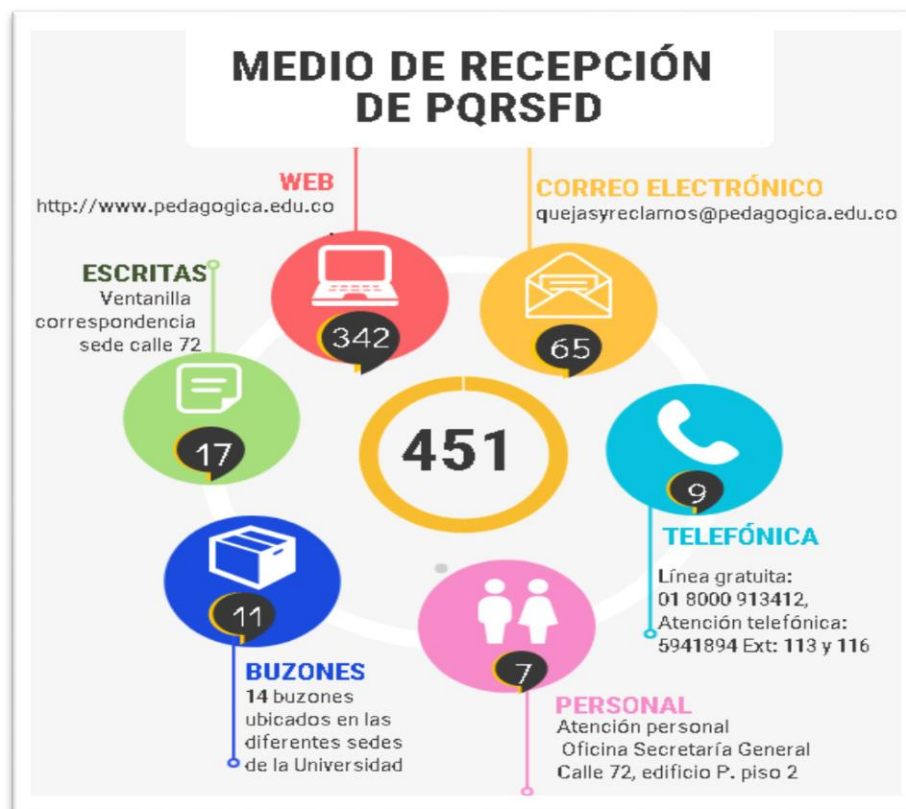 MEDIO DE RECEPCIÓN
DE PQRSFD
WEB
http://www.pedagogica.edu.co
342
CORREO ELECTRÓNICO
quejasyreclamos@pedagogica.edu.co
65
ESCRITAS
Ventanilla
correspondencia
sede calle 72
17
451
9
TELEFÓNICA
Línea gratuita:
01 8000 913412,
Atención telefónica:
5941894 Ext: 113 y 116
11
BUZONES
14 buzones
ubicados en las
diferentes sedes
de la Universidad
7
PERSONAL
Atención personal
Oficina Secretaría General
Calle 72, edificio P. piso 2